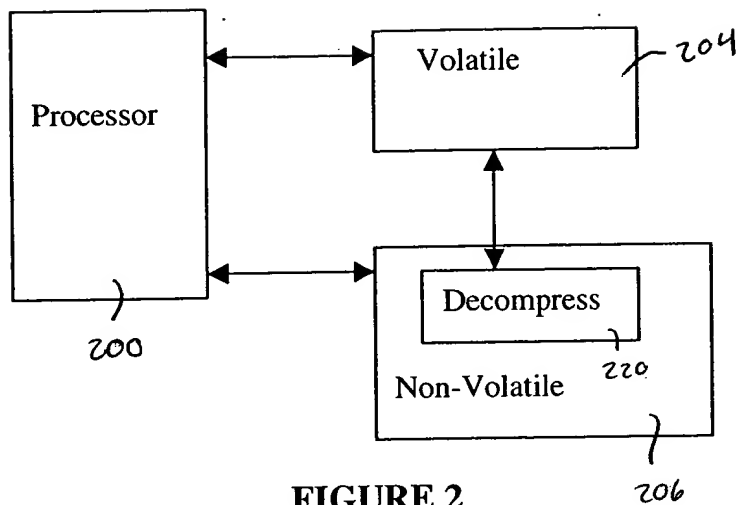 Processor
Volatile
204
200
Decompress
220
Non-Volatile
206
FIGURE 2